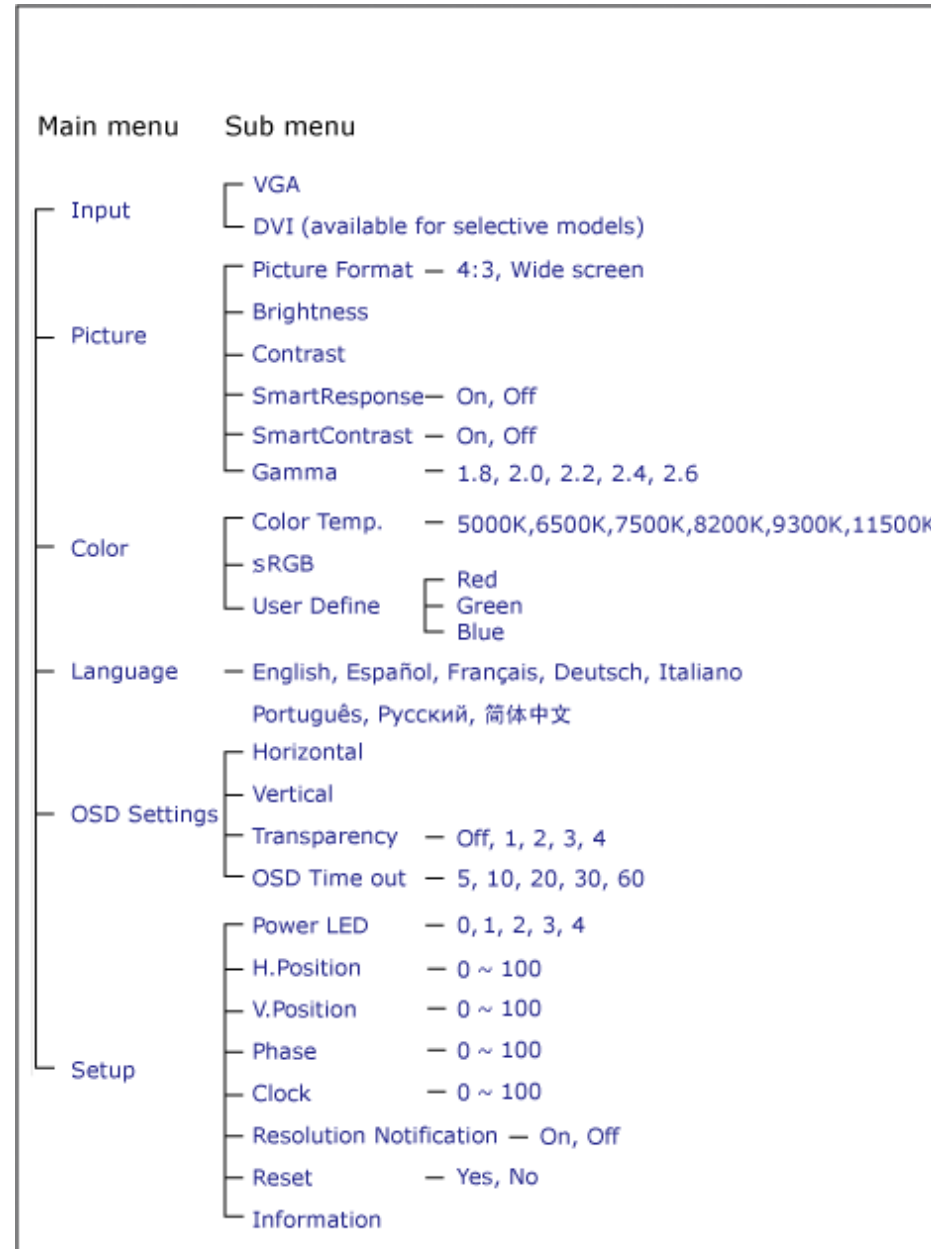 Main menu Sub menu
VGA
Input
DVI (available for selective models)
Picture Format 4:3, Wide screen
Brightness
Picture
Contrast
SmartResponse On, Off
SmartContrast On, Off
Gamma 1.8, 2.0, 2.2, 2.4, 2.6
Color Temp. 5000K,6500K,7500K,8200K,9300K,11500K
Color
sRGB
Red
User Define Green
Blue
Language English, Español, Français, Deutsch, Italiano
Português, Русский, 简体中文
Horizontal
Vertical
OSD Settings
Transparency Off, 1, 2, 3, 4
OSD Time out 5, 10, 20, 30, 60
Power LED 0, 1, 2, 3, 4
H.Position 0 ~ 100
V.Position 0 ~ 100
Phase 0 ~ 100
Setup
Clock 0 ~ 100
Resolution Notification On, Off
Reset Yes, No
Information